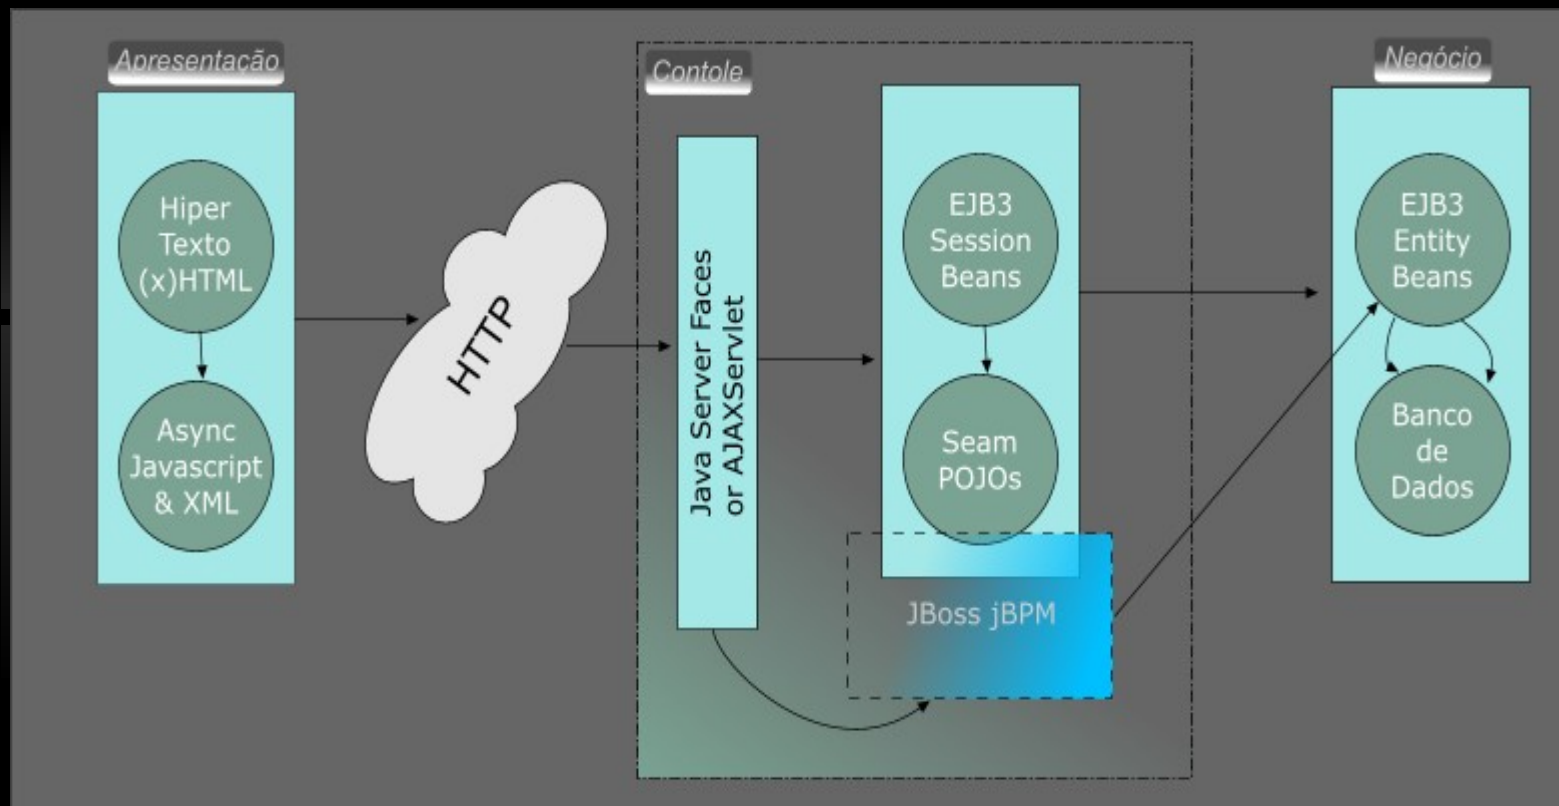 Apresentação
Hiper
Texto
(x)HTML
Async
Javascript
& XML
HTTP
Contole
Java Server Faces
or AJAXServlet
EJB3
Session
Beans
Seam
POJOs
JBoss jBPM
Negócio
EJB3
Entity
Beans
Banco
de
Dados